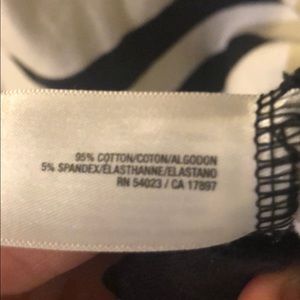 95% COTTON/COTON/ALGODON
5% SPANDEX/ELASTHANNE/ELASTANO
RN 54023 / CA 17897